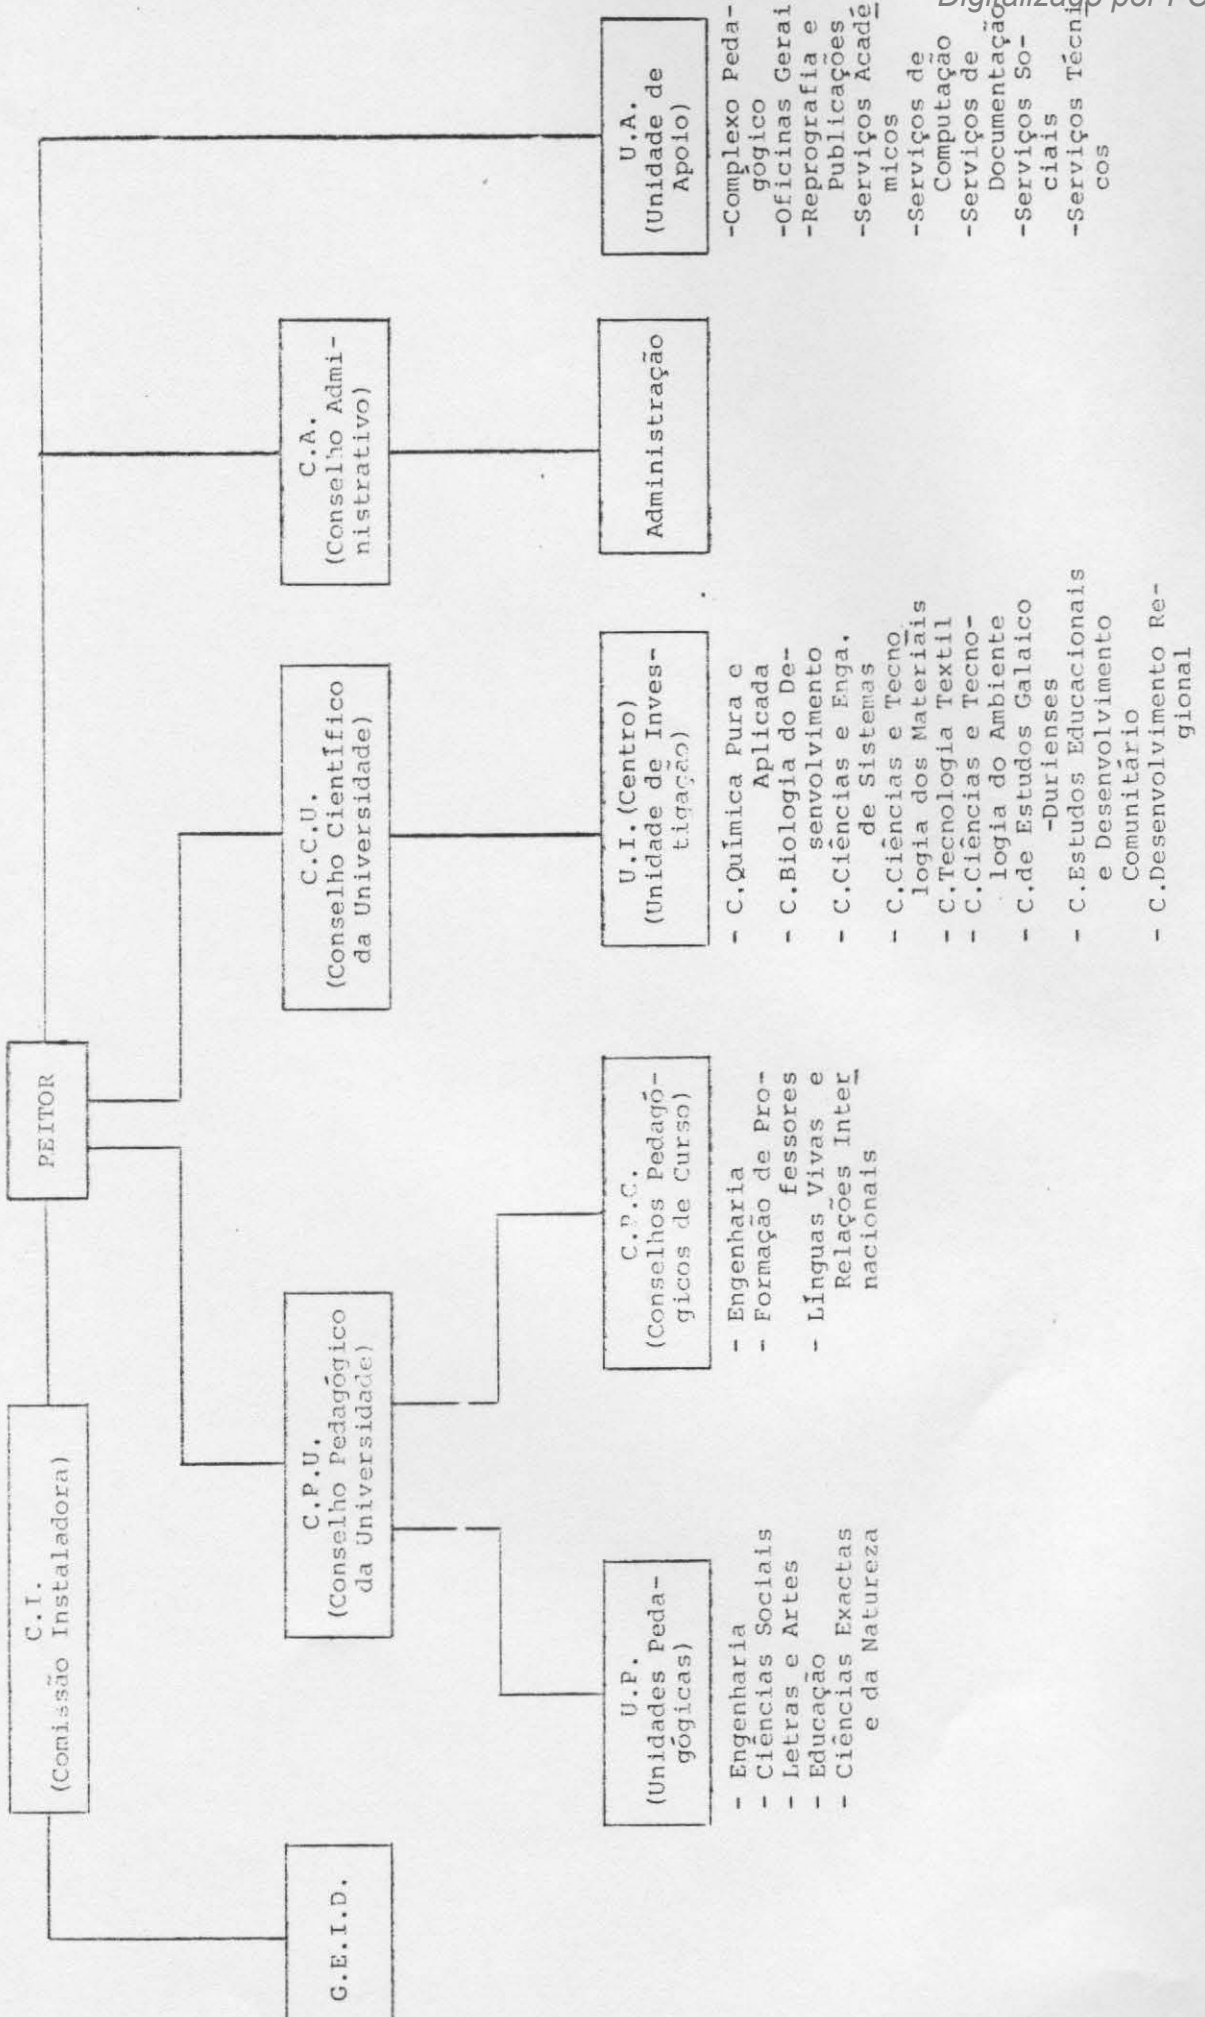 Digitalizado por
C.I.
(Comissão Instaladora)
REITOR
G.E.I.D.
C.P.U.
(Conselho Pedagógico
da Universidade)
C.C.U.
(Conselho Científico
da Universidade)
C.A.
(Conselho Admi-
nistrativo)
U.P.
(Unidades Peda-
gógicas)
- Engenharia
- Ciências Sociais
- Letras e Artes
- Educação
- Ciências Exactas
e da Natureza
C.P.C.
(Conselhos Pedagó-
gicos de Curso)
- Engenharia
- Formação de Pro-
fessores
- Línguas Vivas e
Relações Inter
nacionais
U.I.(Centro)
(Unidade de Inves-
tigação)
- C.Química Pura e
Aplicada
- C.Biologia do De-
senvolvimento
- C.Ciências e Enga.
de Sistemas
- C.Ciências e Tecno
logia dos Materiais
- C.Tecnologia Textil
- C.Ciências e Tecno-
logia do Ambiente
- C.de Estudos Galaico
-Durienses
- C.Estudos Educacionais
e Desenvolvimento
Comunitário
- C.Desenvolvimento Re-
gional
Administração
U.A.
(Unidade de
Apoio)
-Complexo Peda-
gógico
-Oficinas Gerai
-Reprografia e
Publicações
-Serviços Acadé
micos
-Serviços de
Computação
-Serviços de
Documentação
-Serviços So-
ciais
-Serviços Técni
cos